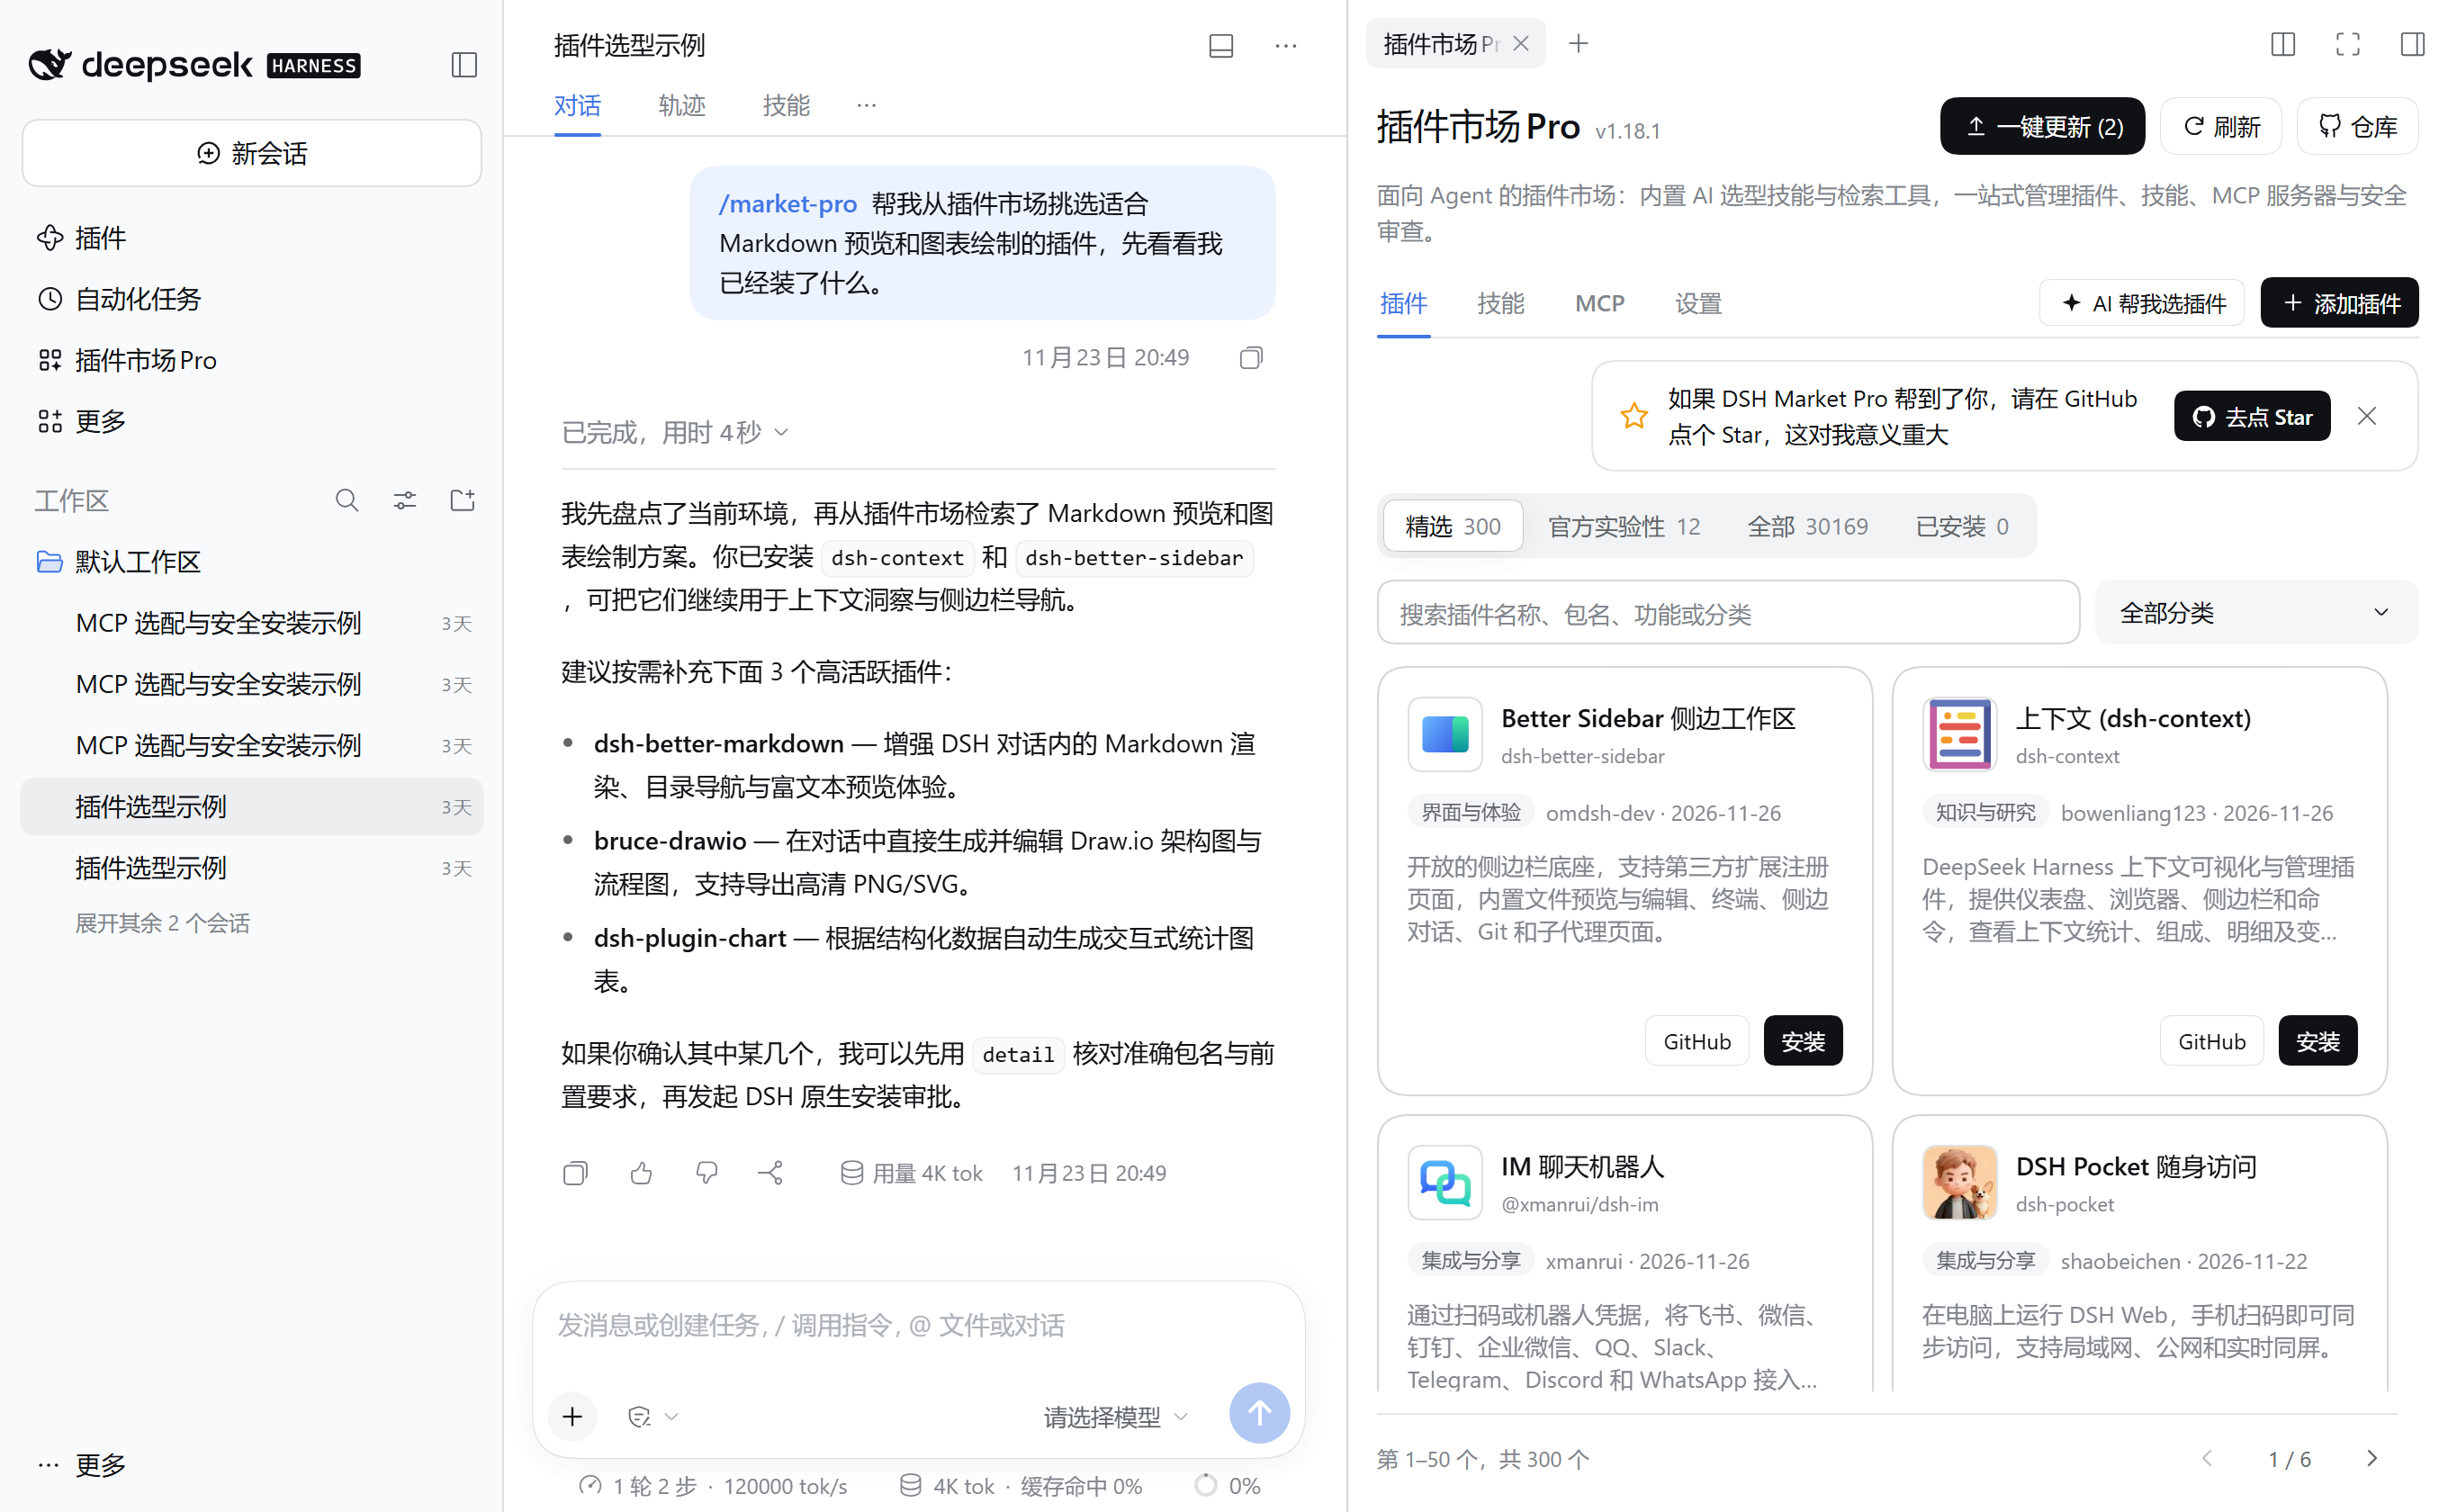 deepseek HARNESS
新会话
插件
自动化任务
插件市场Pro
更多
工作区
默认工作区
MCP 选配与安全安装示例 3天
MCP 选配与安全安装示例 3天
MCP 选配与安全安装示例 3天
插件选型示例 3天
插件选型示例 3天
展开其余 2 个会话
更多
插件选型示例
对话 轨迹 技能
/market-pro 帮我从插件市场挑选适合
Markdown 预览和图表绘制的插件，先看看我
已经装了什么。
11月23日 20:49
已完成，用时 4秒
我先盘点了当前环境，再从插件市场检索了 Markdown 预览和图
表绘制方案。你已安装 dsh-context 和 dsh-better-sidebar
，可把它们继续用于上下文洞察与侧边栏导航。
建议按需补充下面 3 个高活跃插件：
• dsh-better-markdown — 增强 DSH 对话内的 Markdown 渲
染、目录导航与富文本预览体验。
• bruce-drawio — 在对话中直接生成并编辑 Draw.io 架构图与
流程图，支持导出高清 PNG/SVG。
• dsh-plugin-chart — 根据结构化数据自动生成交互式统计图
表。
如果你确认其中某几个，我可以先用 detail 核对准确包名与前
置要求，再发起 DSH 原生安装审批。
用量 4K tok 11月23日 20:49
发消息或创建任务, / 调用指令, @ 文件或对话
请选择模型
1 轮 2 步 · 120000 tok/s 4K tok · 缓存命中 0% 0%
插件市场 Pr
插件市场Pro v1.18.1
一键更新 (2) 刷新 仓库
面向 Agent 的插件市场：内置 AI 选型技能与检索工具，一站式管理插件、技能、MCP 服务器与安全
审查。
插件 技能 MCP 设置 AI 帮我选插件 添加插件
如果 DSH Market Pro 帮到了你，请在 GitHub
点个 Star，这对我意义重大
去点 Star
精选 300 官方实验性 12 全部 30169 已安装 0
搜索插件名称、包名、功能或分类
全部分类
Better Sidebar 侧边工作区
dsh-better-sidebar
界面与体验 omdsh-dev · 2026-11-26
开放的侧边栏底座，支持第三方扩展注册
页面，内置文件预览与编辑、终端、侧边
对话、Git 和子代理页面。
GitHub 安装
上下文 (dsh-context)
dsh-context
知识与研究 bowenliang123 · 2026-11-26
DeepSeek Harness 上下文可视化与管理插
件，提供仪表盘、浏览器、侧边栏和命
令，查看上下文统计、组成、明细及变...
GitHub 安装
IM 聊天机器人
@xmanrui/dsh-im
集成与分享 xmanrui · 2026-11-26
通过扫码或机器人凭据，将飞书、微信、
钉钉、企业微信、QQ、Slack、
Telegram、Discord 和 WhatsApp 接入...
DSH Pocket 随身访问
dsh-pocket
集成与分享 shaobeichen · 2026-11-22
在电脑上运行 DSH Web，手机扫码即可同
步访问，支持局域网、公网和实时同屏。
第 1–50 个，共 300 个
1 / 6